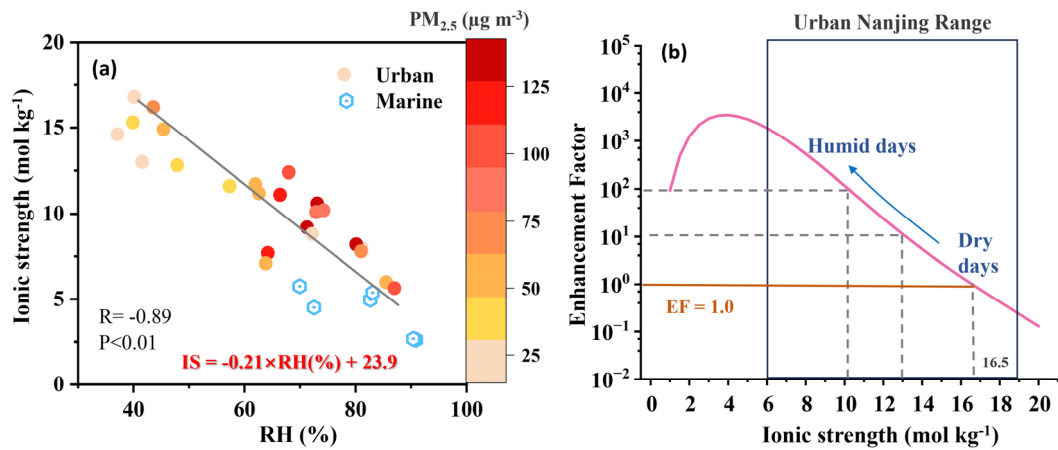 PM2.5 (μg m-3)
(a)
Urban
Marine
Ionic strength (mol kg-1)
20
15
10
5
0
R= -0.89
P<0.01
IS = -0.21×RH(%) + 23.9
40
60
80
100
RH (%)
125
100
75
50
25
Urban Nanjing Range
(b)
Enhancement Factor
10^5
10^4
10^3
10^2
10^1
10^0
10^-1
10^-2
Humid days
Dry
days
EF = 1.0
16.5
0 2 4 6 8 10 12 14 16 18 20
Ionic strength (mol kg-1)